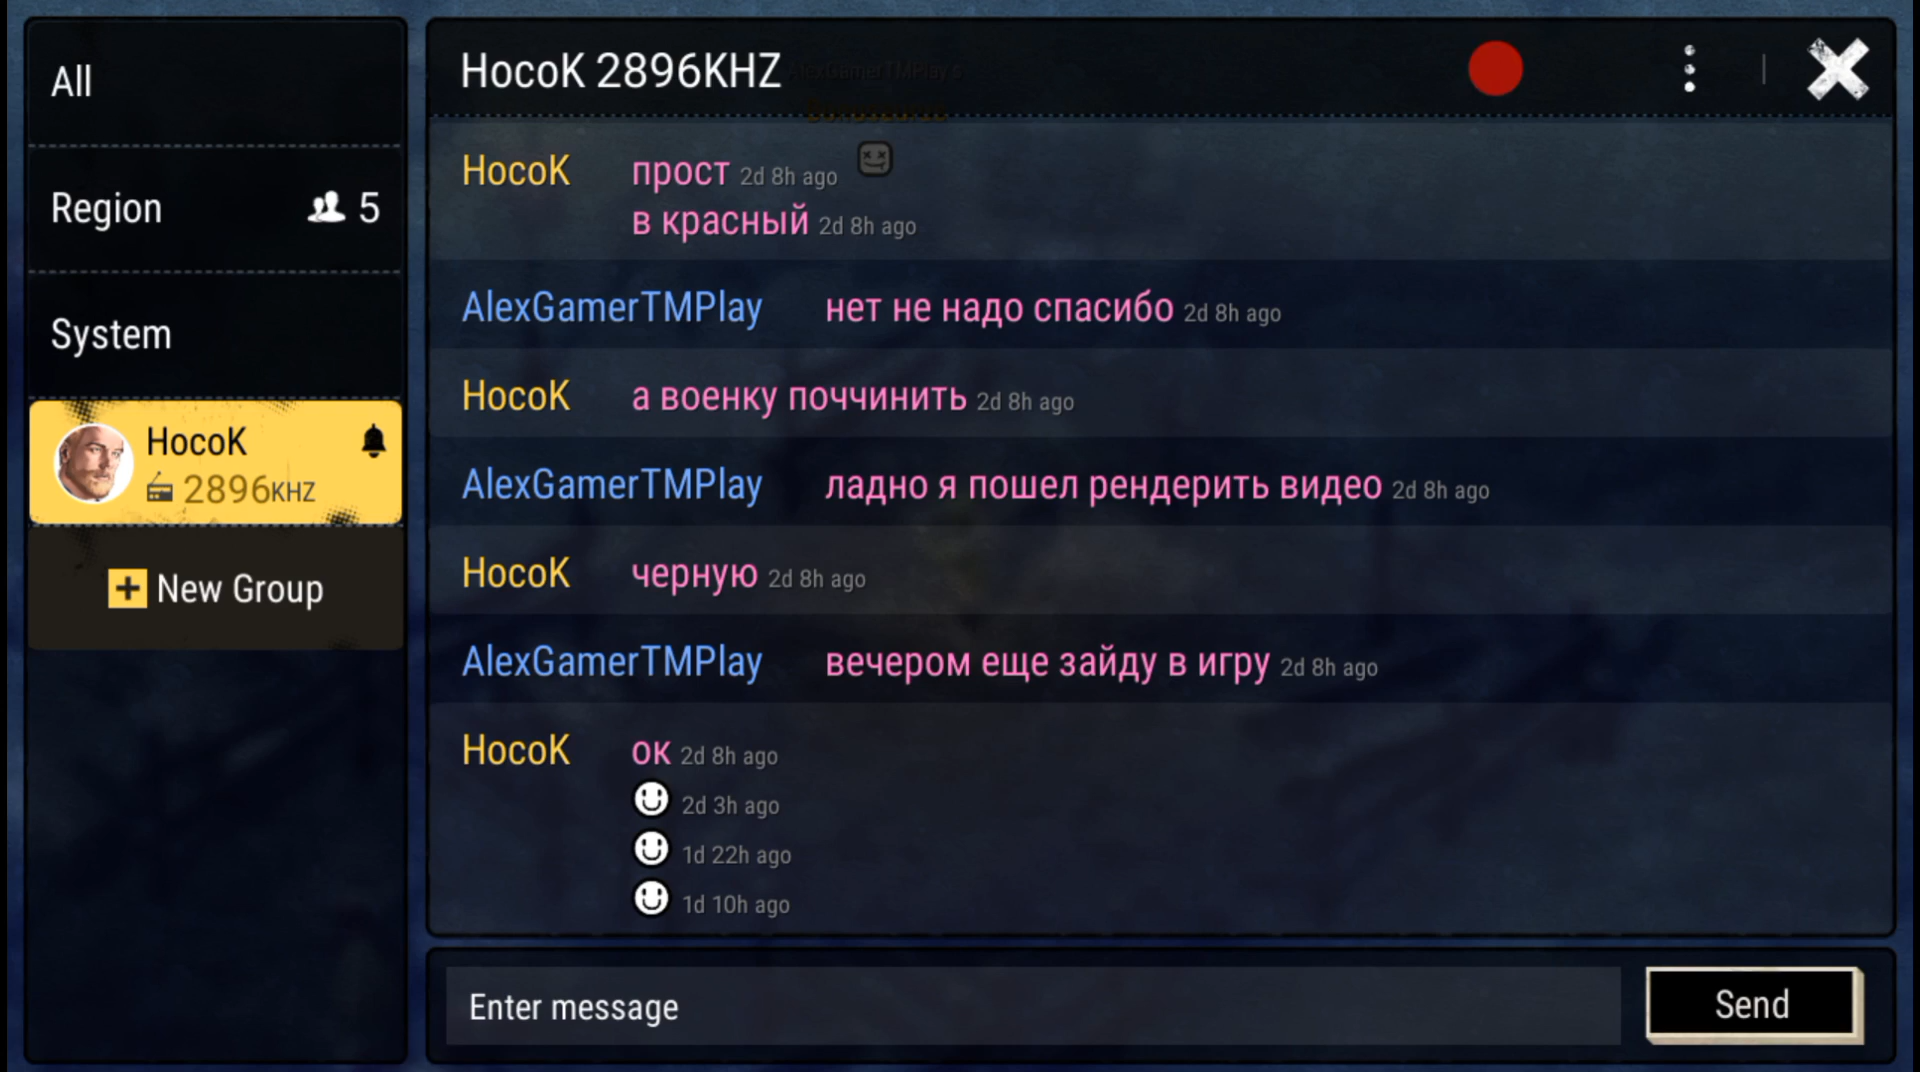 All
Region 5
System
HocoK
2896KHZ
New Group
HocoK 2896KHZ
AlexGamerTMPlay's
HocoK прост 2d 8h ago
в красный 2d 8h ago
AlexGamerTMPlay нет не надо спасибо 2d 8h ago
HocoK а военку поччинить 2d 8h ago
AlexGamerTMPlay ладно я пошел рендерить видео 2d 8h ago
HocoK черную 2d 8h ago
AlexGamerTMPlay вечером еще зайду в игру 2d 8h ago
HocoK ок 2d 8h ago
2d 3h ago
1d 22h ago
1d 10h ago
Enter message
Send